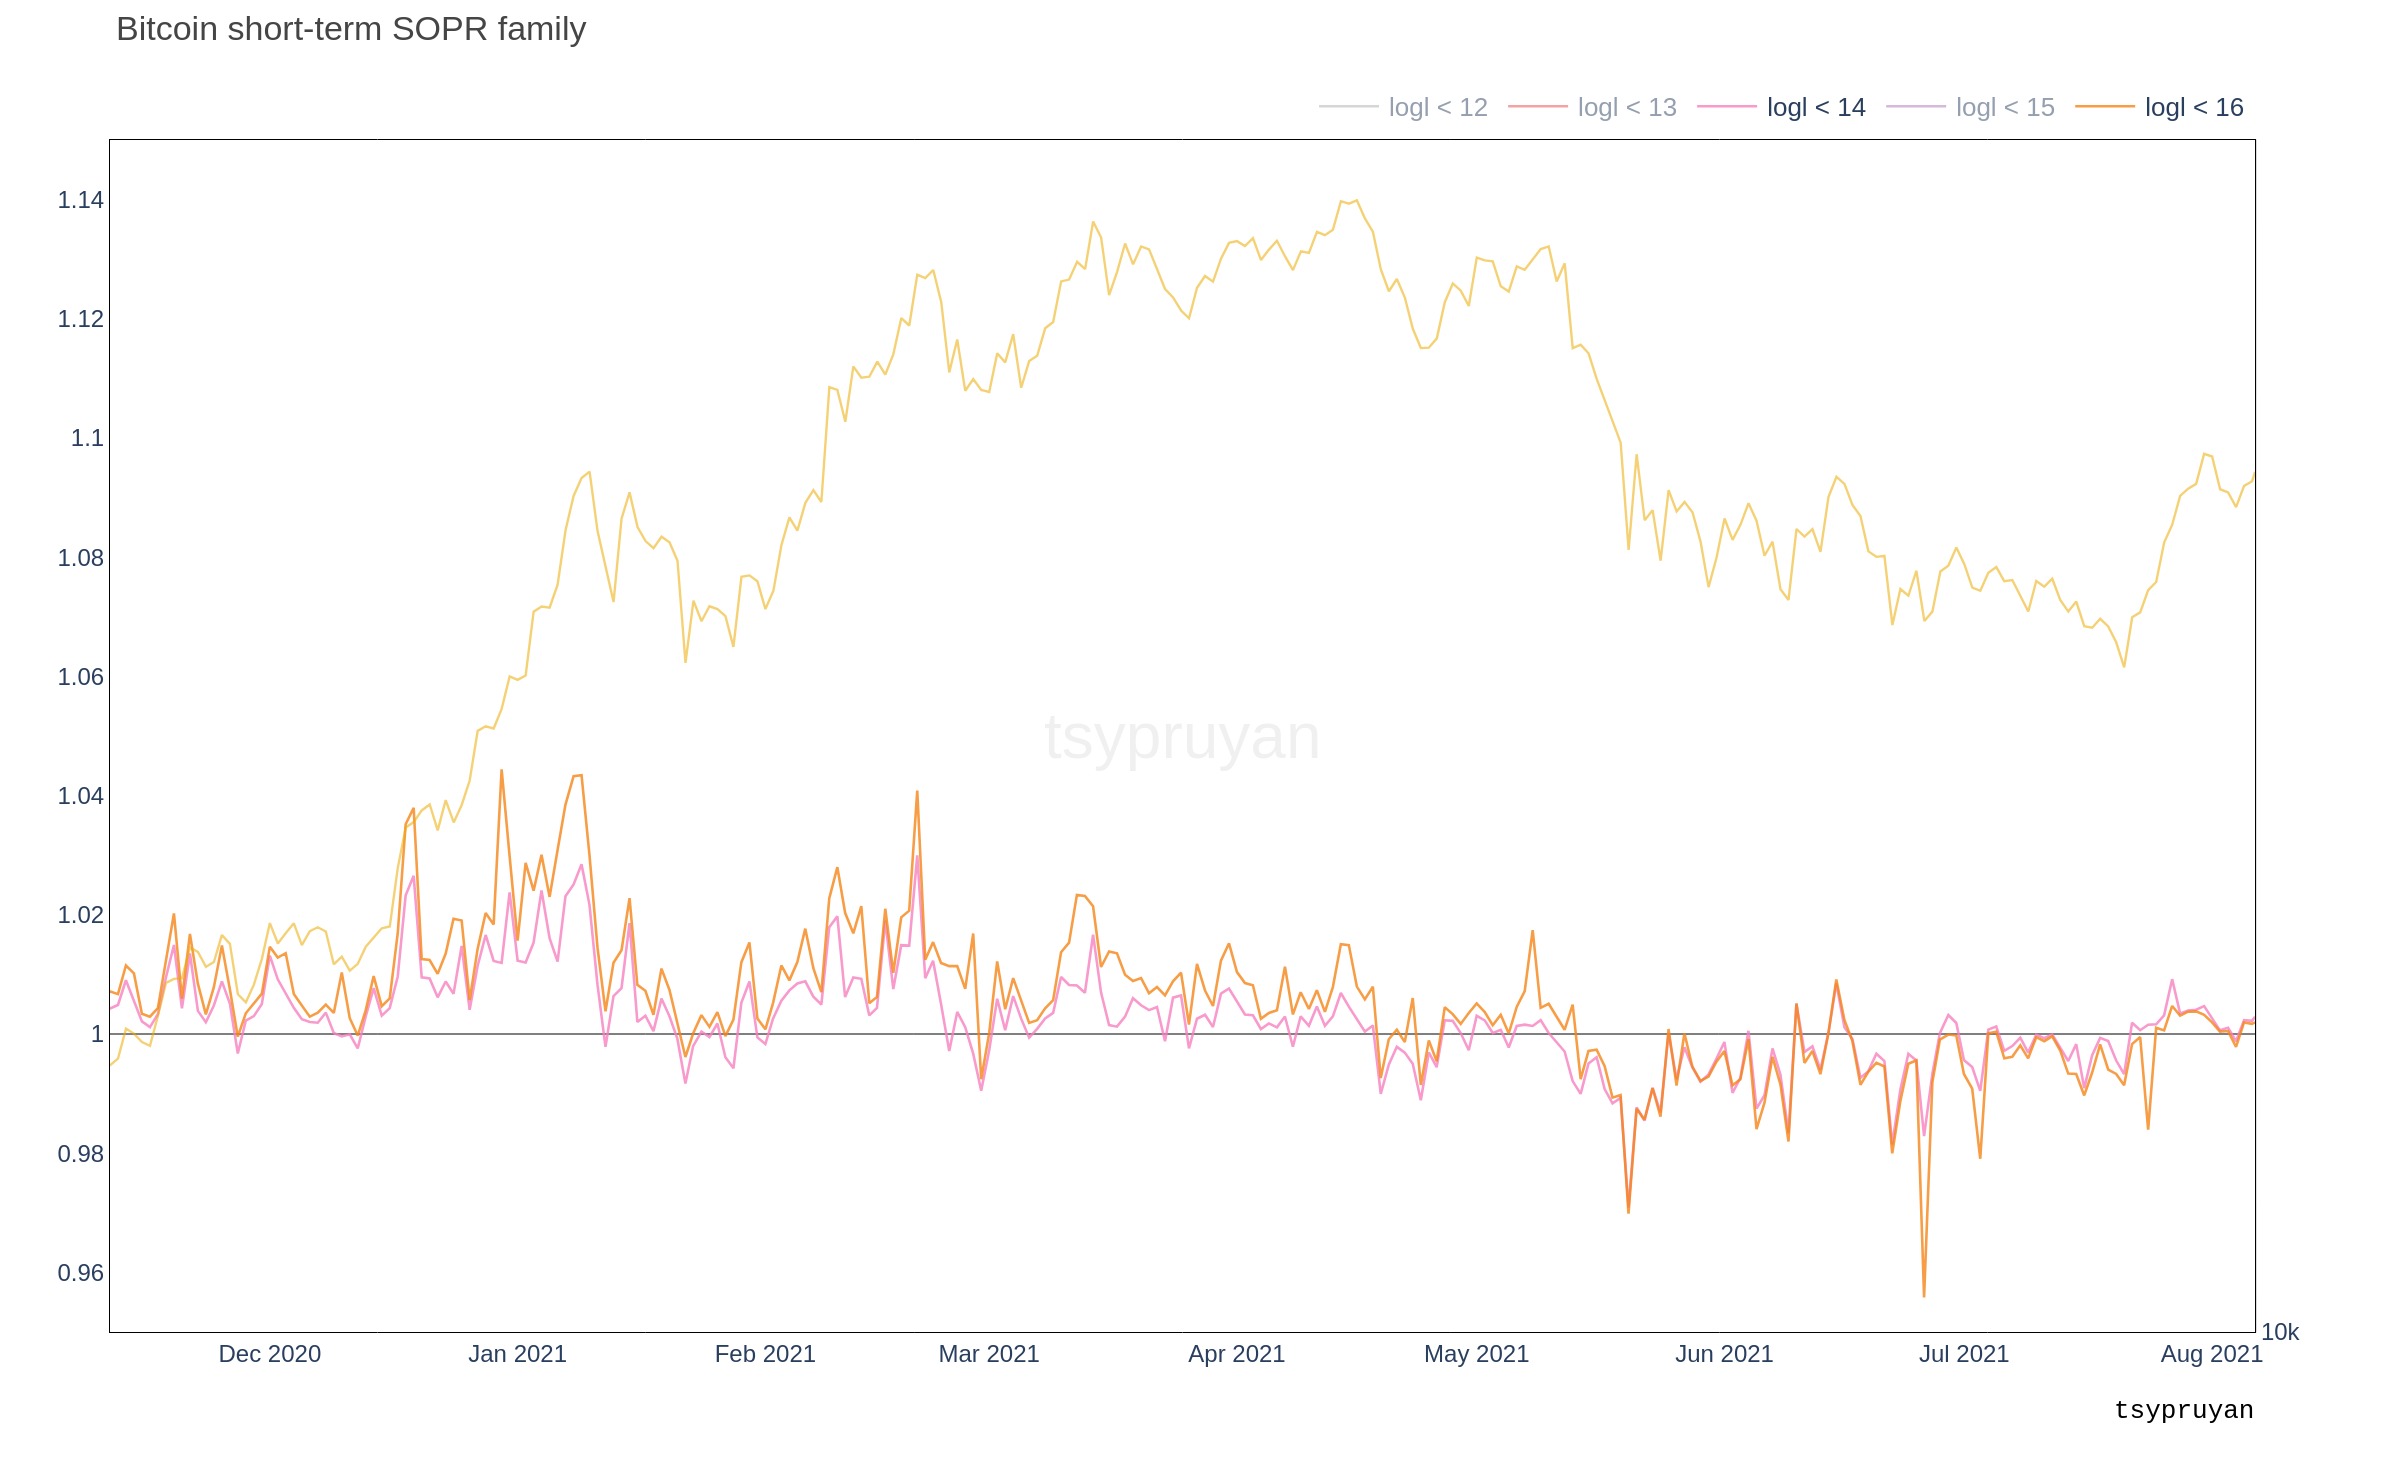 Bitcoin short-term SOPR family
logl < 12 logl < 13 logl < 14 logl < 15 logl < 16
1.14
1.12
1.1
1.08
1.06
tsypruyan
1.04
1.02
1
0.98
0.96
10k
Dec 2020 Jan 2021 Feb 2021 Mar 2021 Apr 2021 May 2021 Jun 2021 Jul 2021 Aug 2021
tsypruyan